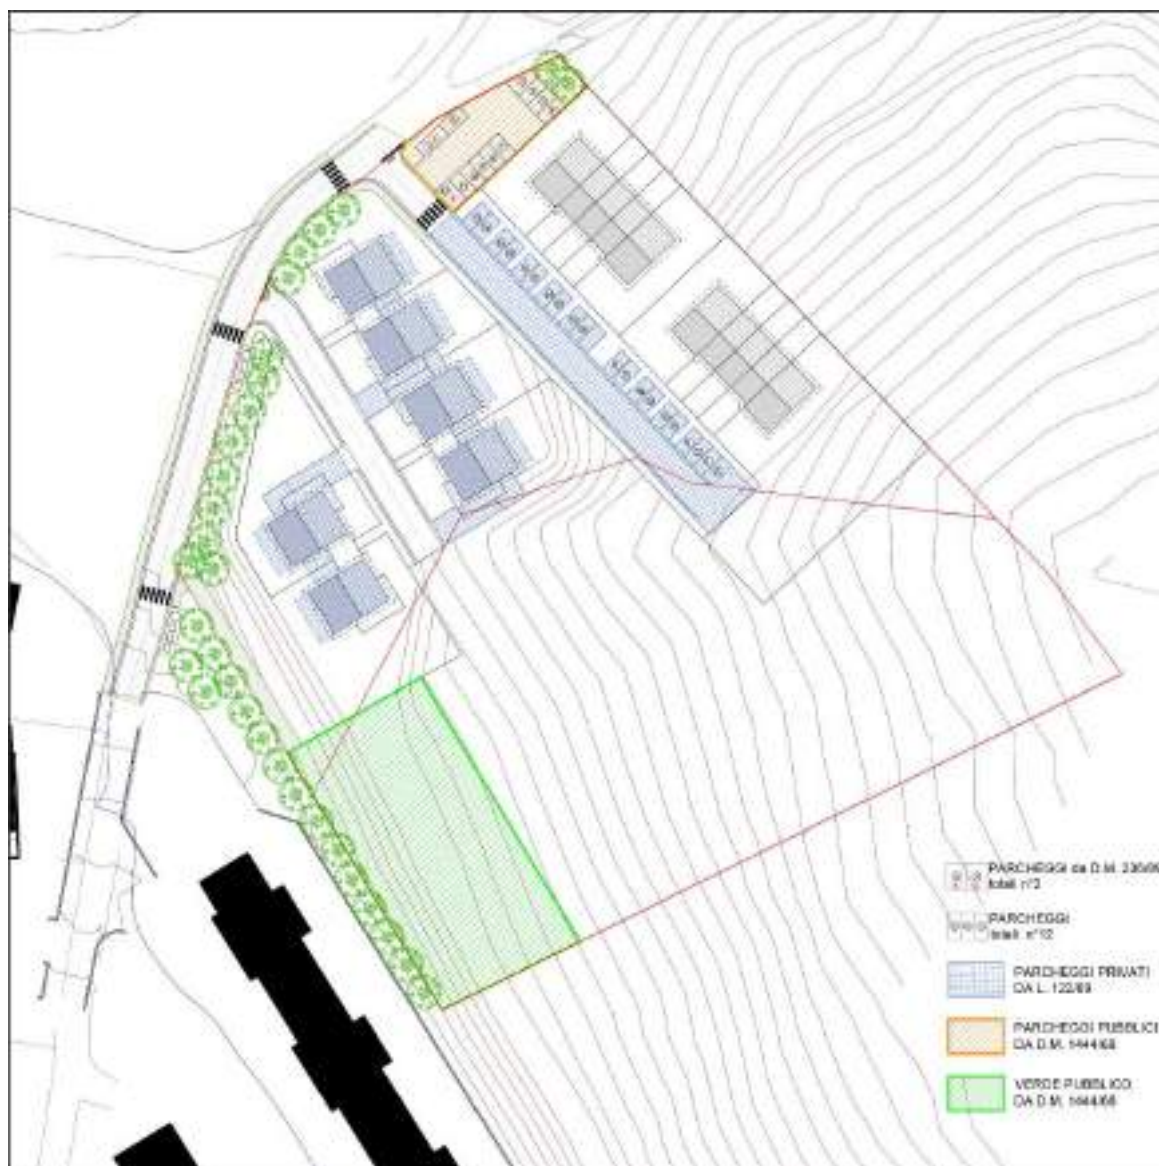 PARCHEGGI da D.M. 236/89
totali n°3
PARCHEGGI
totali n°12
PARCHEGGI PRIVATI
DA L. 122/89
PARCHEGGI PUBBLICI
DA D.M. 1444/68
VERDE PUBBLICO
DA D.M. 1444/68